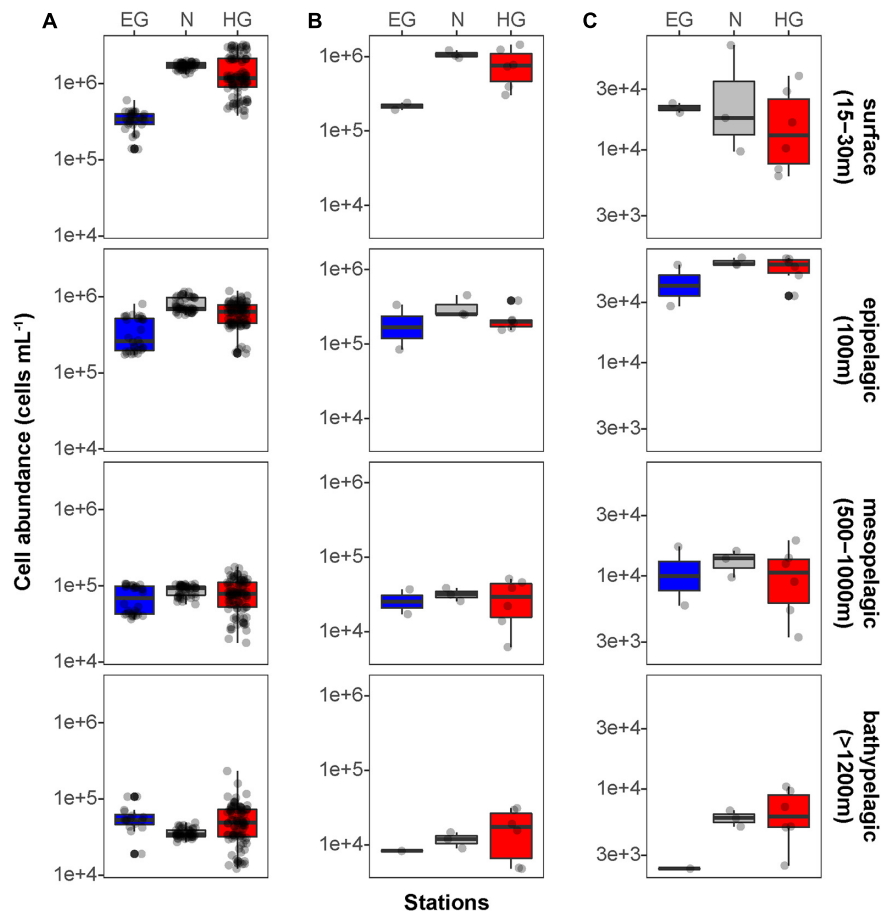 A EG N HG B EG N HG C EG N HG
1e+6 1e+6 3e+4
1e+5 1e+5 1e+4
1e+4 1e+4 3e+3
surface
(15–30m)
1e+6 1e+6 3e+4
1e+5 1e+5 1e+4
1e+4 1e+4 3e+3
epipelagic
(100m)
Cell abundance (cells mL-1)
1e+6 1e+6 3e+4
1e+5 1e+5 1e+4
1e+4 1e+4 3e+3
mesopelagic
(500–1000m)
1e+6 1e+6 3e+4
1e+5 1e+5 1e+4
1e+4 1e+4 3e+3
bathypelagic
(>1200m)
Stations